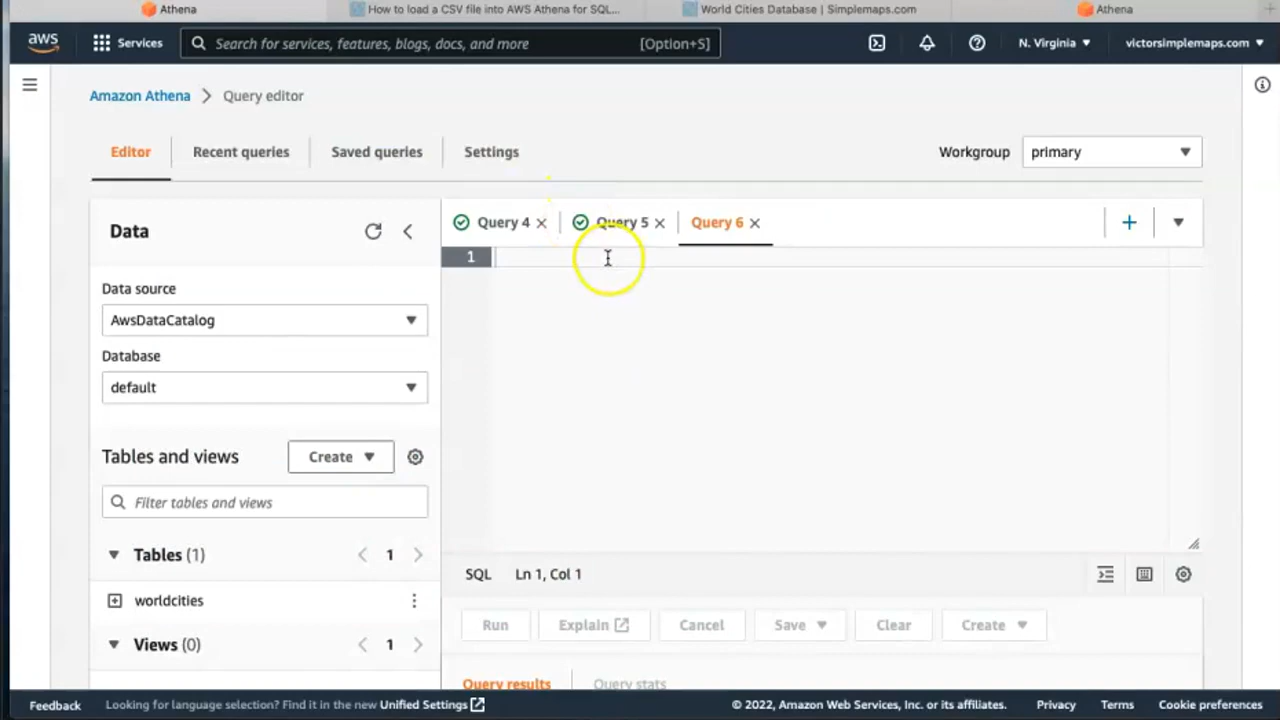 Athena
How to load a CSV file into AWS Athena for SQL...
World Cities Database | Simplemaps.com
Athena
aws
Services
Search for services, features, blogs, docs, and more
[Option+S]
N. Virginia
victorsimplemaps.com
Amazon Athena
Query editor
Editor
Recent queries
Saved queries
Settings
Workgroup
primary
Data
Query 4
Query 5
Query 6
1
Data source
AwsDataCatalog
Database
default
Tables and views
Create
Filter tables and views
Tables (1)
1
worldcities
Views (0)
1
SQL
Ln 1, Col 1
Run
Explain
Cancel
Save
Clear
Create
Query results
Query stats
Feedback
Looking for language selection? Find it in the new Unified Settings
© 2022, Amazon Web Services, Inc. or its affiliates.
Privacy
Terms
Cookie preferences